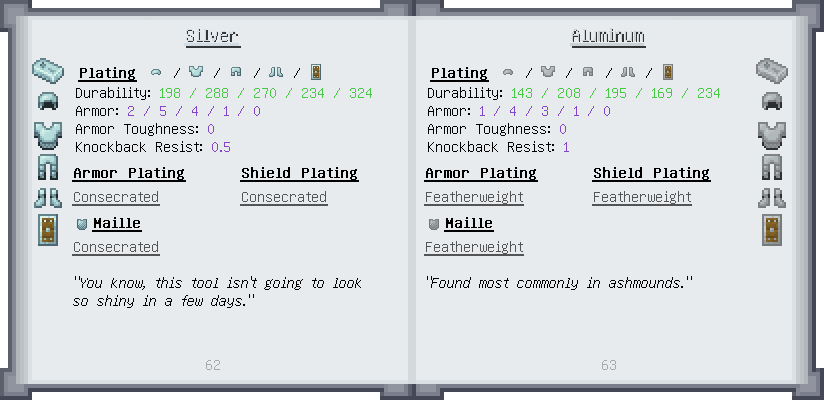 Silver
Plating / / / /
Durability: 198 / 288 / 270 / 234 / 324
Armor: 2 / 5 / 4 / 1 / 0
Armor Toughness: 0
Knockback Resist: 0.5
Armor Plating
Shield Plating
Consecrated
Consecrated
Maille
Consecrated
"You know, this tool isn't going to look
so shiny in a few days."
62
Aluminum
Plating / / / /
Durability: 143 / 208 / 195 / 169 / 234
Armor: 1 / 4 / 3 / 1 / 0
Armor Toughness: 0
Knockback Resist: 1
Armor Plating
Shield Plating
Featherweight
Featherweight
Maille
Featherweight
"Found most commonly in ashmounds."
63